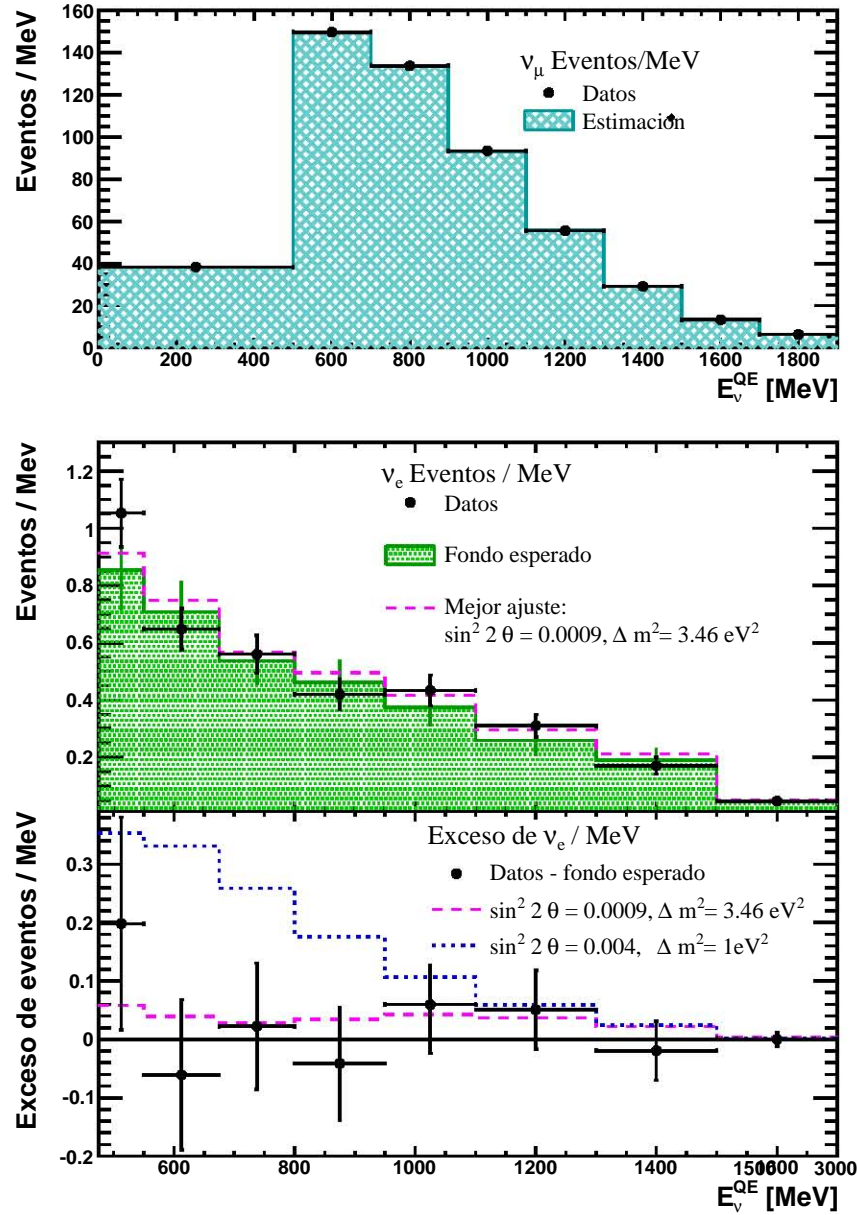 Eventos / MeV
160
140
120
100
80
60
40
20
0
ν_μ Eventos/MeV
Datos
Estimación
0 200 400 600 800 1000 1200 1400 1600 1800
E_ν^QE [MeV]
Eventos / Mev
1.2
1
0.8
0.6
0.4
0.2
ν_e Eventos / MeV
Datos
Fondo esperado
Mejor ajuste:
sin² 2 θ = 0.0009, Δ m²= 3.46 eV²
Exceso de eventos / MeV
0.3
0.2
0.1
0
-0.1
-0.2
Exceso de ν_e / MeV
Datos - fondo esperado
sin² 2 θ = 0.0009, Δ m²= 3.46 eV²
sin² 2 θ = 0.004, Δ m²= 1eV²
600 800 1000 1200 1400 1500 1600 3000
E_ν^QE [MeV]